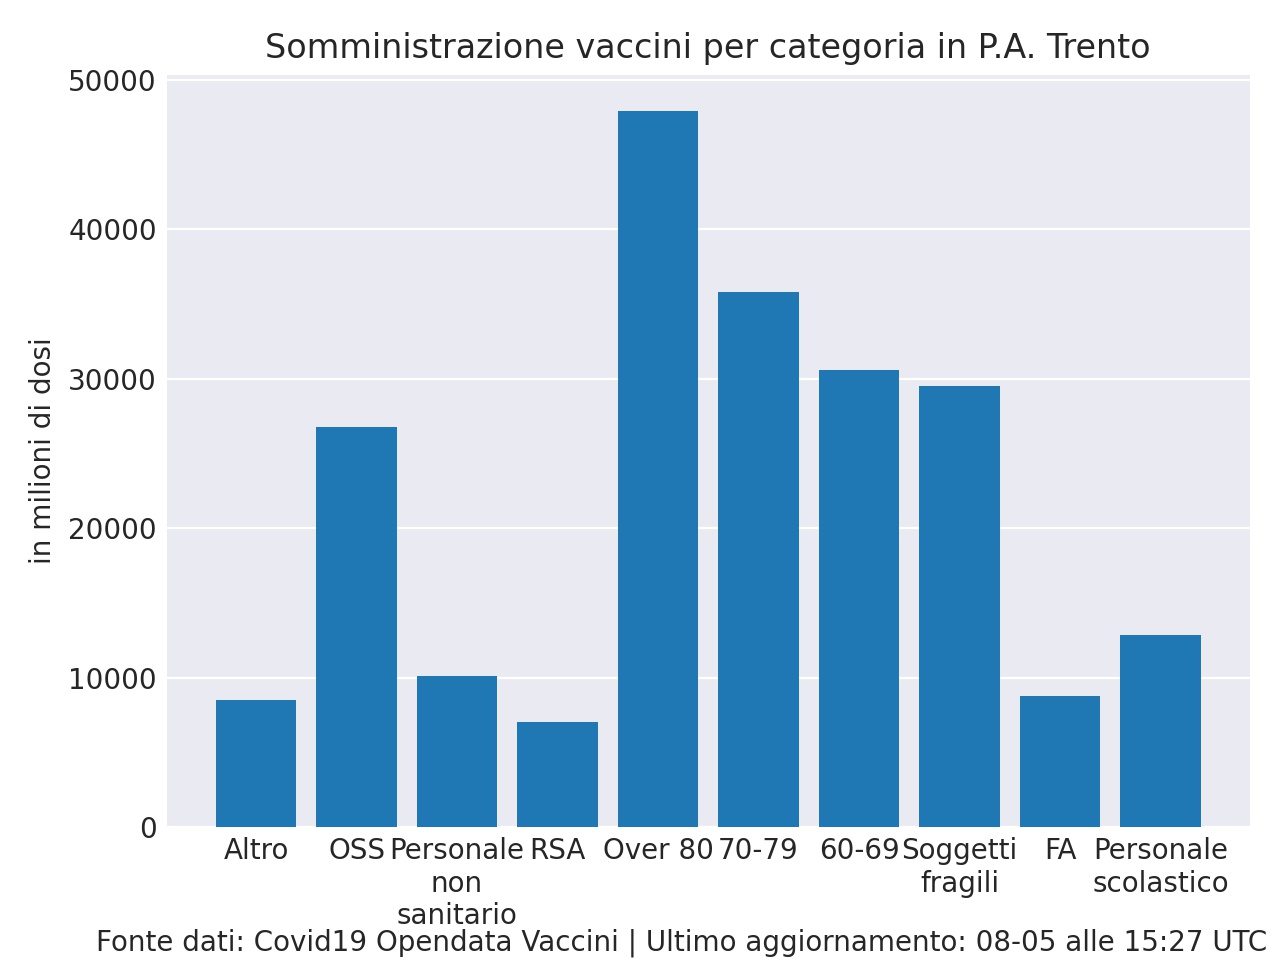 Somministrazione vaccini per categoria in P.A. Trento
50000
40000
30000
20000
10000
0
in milioni di dosi
Altro
OSS
Personale
non
sanitario
RSA
Over 80
70-79
60-69
Soggetti
fragili
FA
Personale
scolastico
Fonte dati: Covid19 Opendata Vaccini | Ultimo aggiornamento: 08-05 alle 15:27 UTC